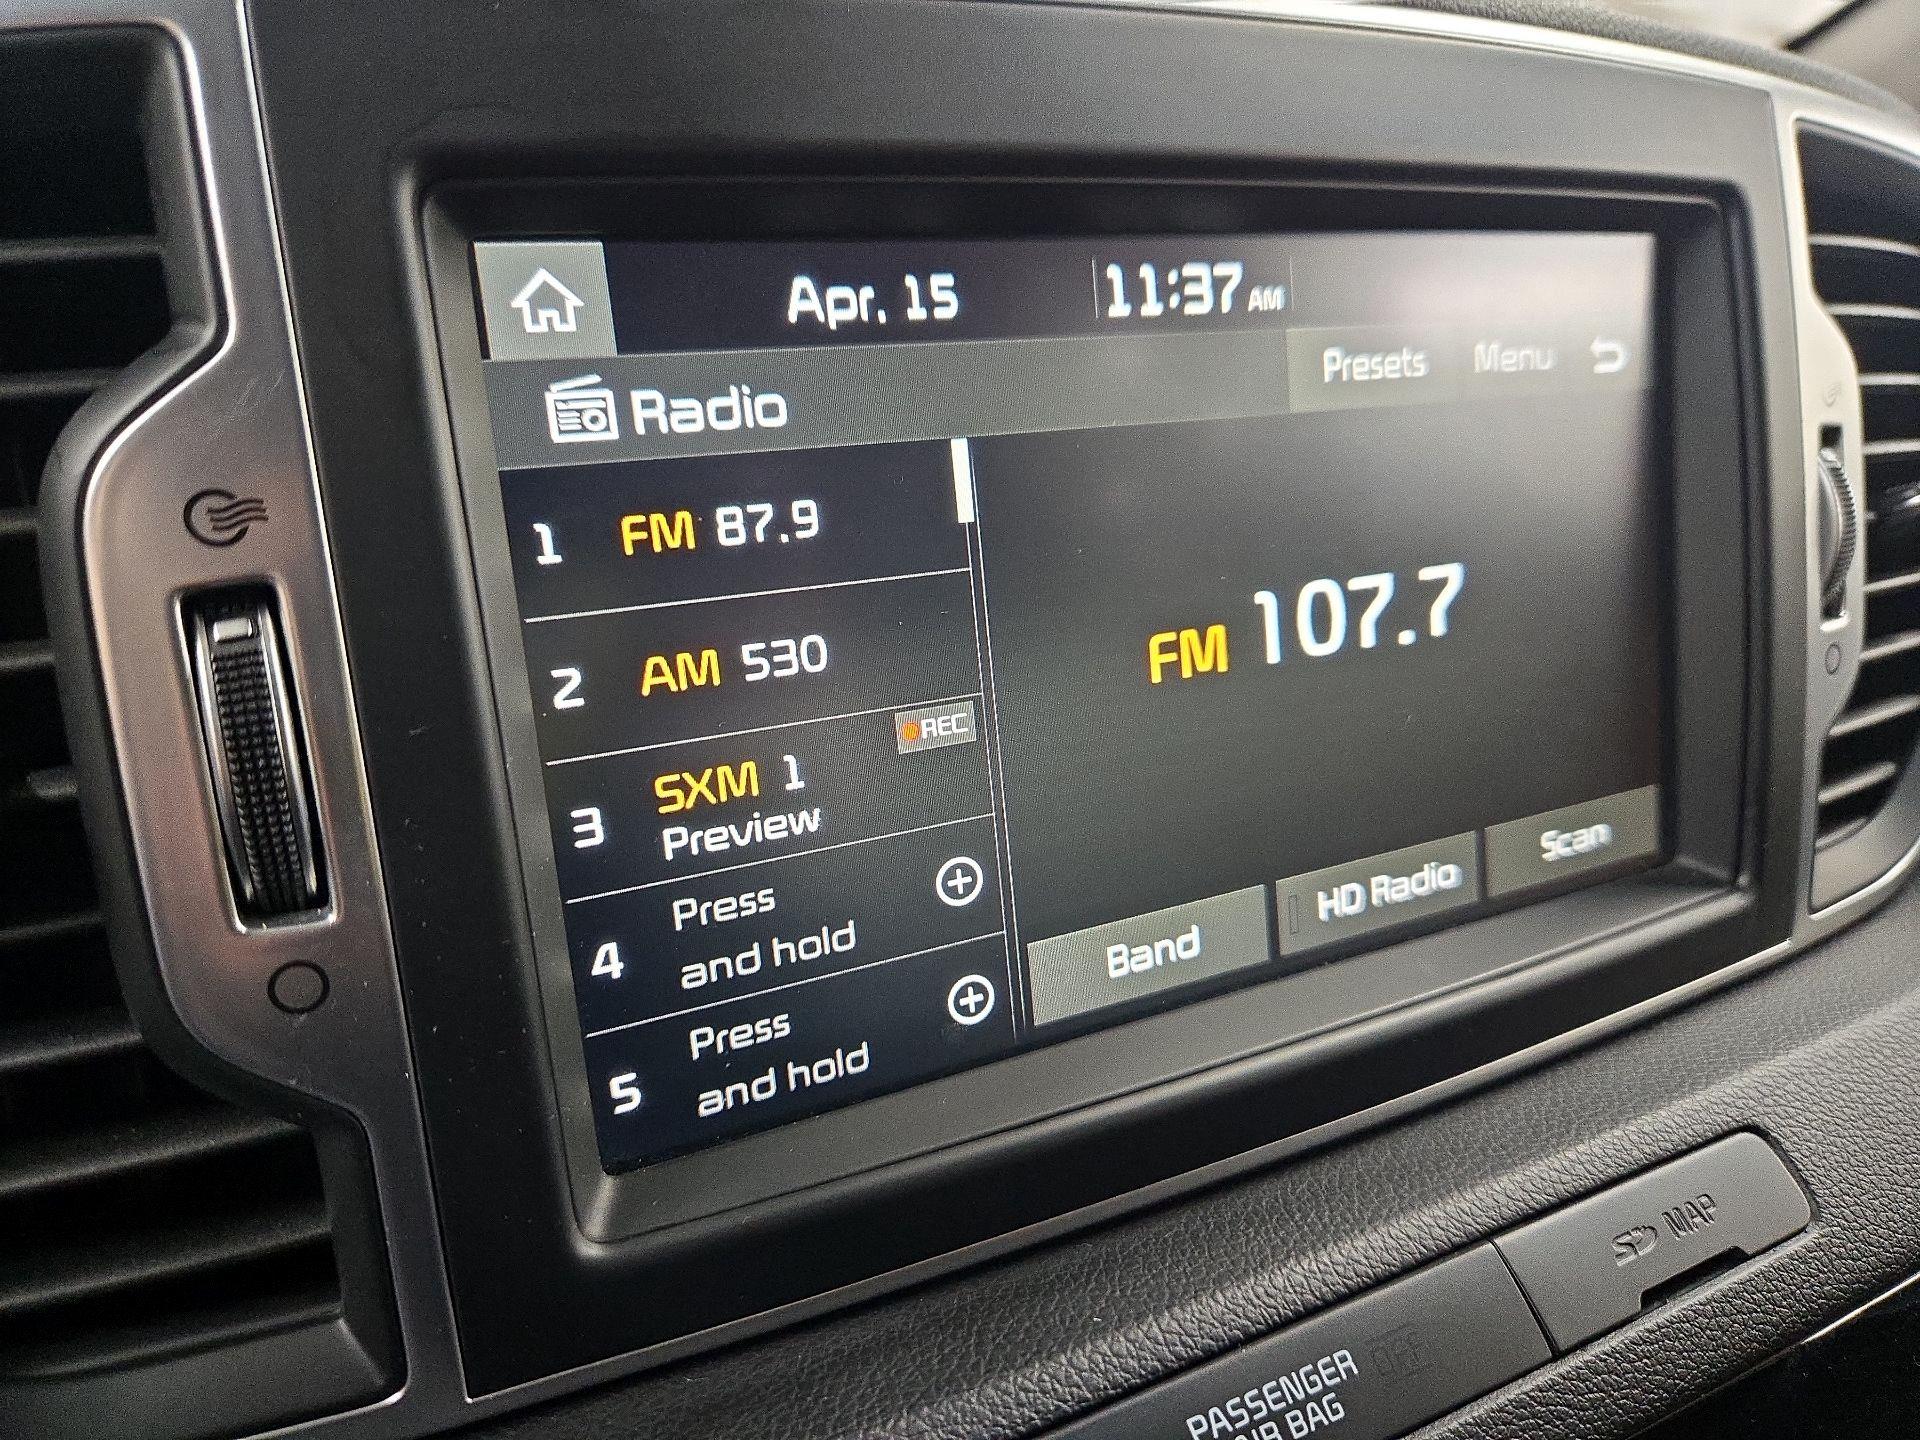 Apr. 15 11:37 AM
Radio Presets Menu
1 FM 87.9
2 AM 530
REC
3 SXM 1
Preview
4 Press
and hold
5 Press
and hold
FM 107.7
Band HD Radio Scan
SD MAP
PASSENGER
AIR BAG
OFF